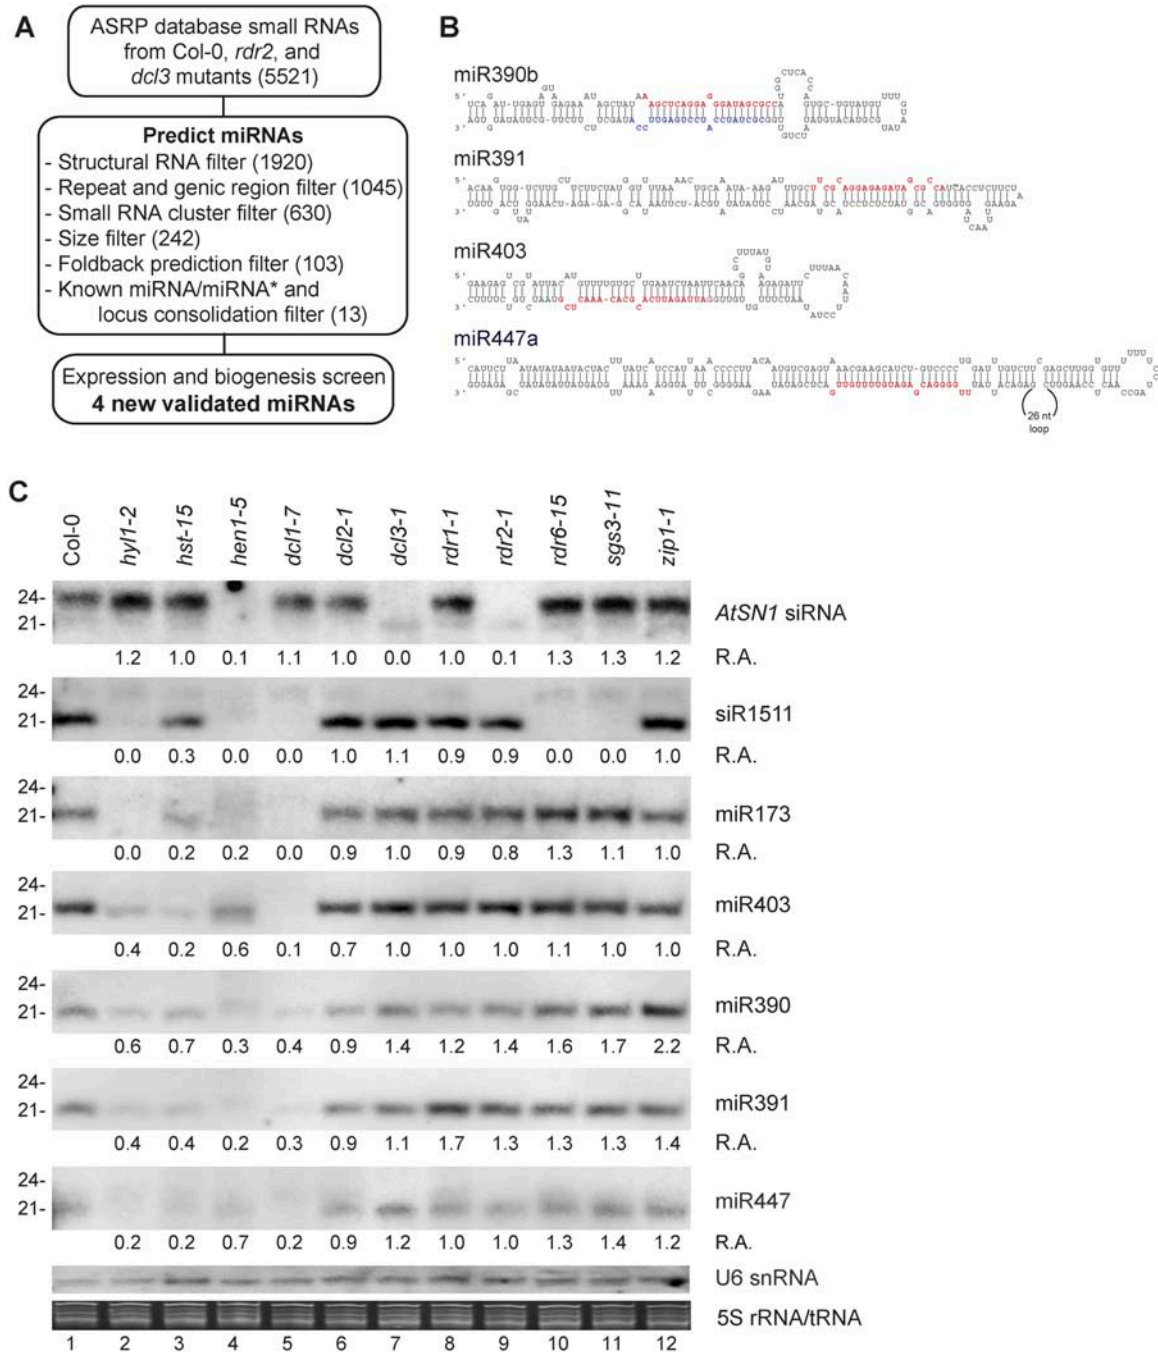 A
ASRP database small RNAs
from Col-0, rdr2, and
dcl3 mutants (5521)
Predict miRNAs
- Structural RNA filter (1920)
- Repeat and genic region filter (1045)
- Small RNA cluster filter (630)
- Size filter (242)
- Foldback prediction filter (103)
- Known miRNA/miRNA* and
locus consolidation filter (13)
Expression and biogenesis screen
4 new validated miRNAs
B
miR390b
5'
3'
miR391
5'
3'
miR403
5'
3'
miR447a
5'
3'
26 nt
loop
C
Col-0 hyl1-2 hst-15 hen1-5 dcl1-7 dcl2-1 dcl3-1 rdr1-1 rdr2-1 rdr6-15 sgs3-11 zip1-1
24-
21-
AtSN1 siRNA
1.2 1.0 0.1 1.1 1.0 0.0 1.0 0.1 1.3 1.3 1.2 R.A.
24-
21-
siR1511
0.0 0.3 0.0 0.0 1.0 1.1 0.9 0.9 0.0 0.0 1.0 R.A.
24-
21-
miR173
0.0 0.2 0.2 0.0 0.9 1.0 0.9 0.8 1.3 1.1 1.0 R.A.
24-
21-
miR403
0.4 0.2 0.6 0.1 0.7 1.0 1.0 1.0 1.1 1.0 1.0 R.A.
24-
21-
miR390
0.6 0.7 0.3 0.4 0.9 1.4 1.2 1.4 1.6 1.7 2.2 R.A.
24-
21-
miR391
0.4 0.4 0.2 0.3 0.9 1.1 1.7 1.3 1.3 1.3 1.4 R.A.
24-
21-
miR447
0.2 0.2 0.7 0.2 0.9 1.2 1.0 1.0 1.3 1.4 1.2 R.A.
U6 snRNA
5S rRNA/tRNA
1 2 3 4 5 6 7 8 9 10 11 12